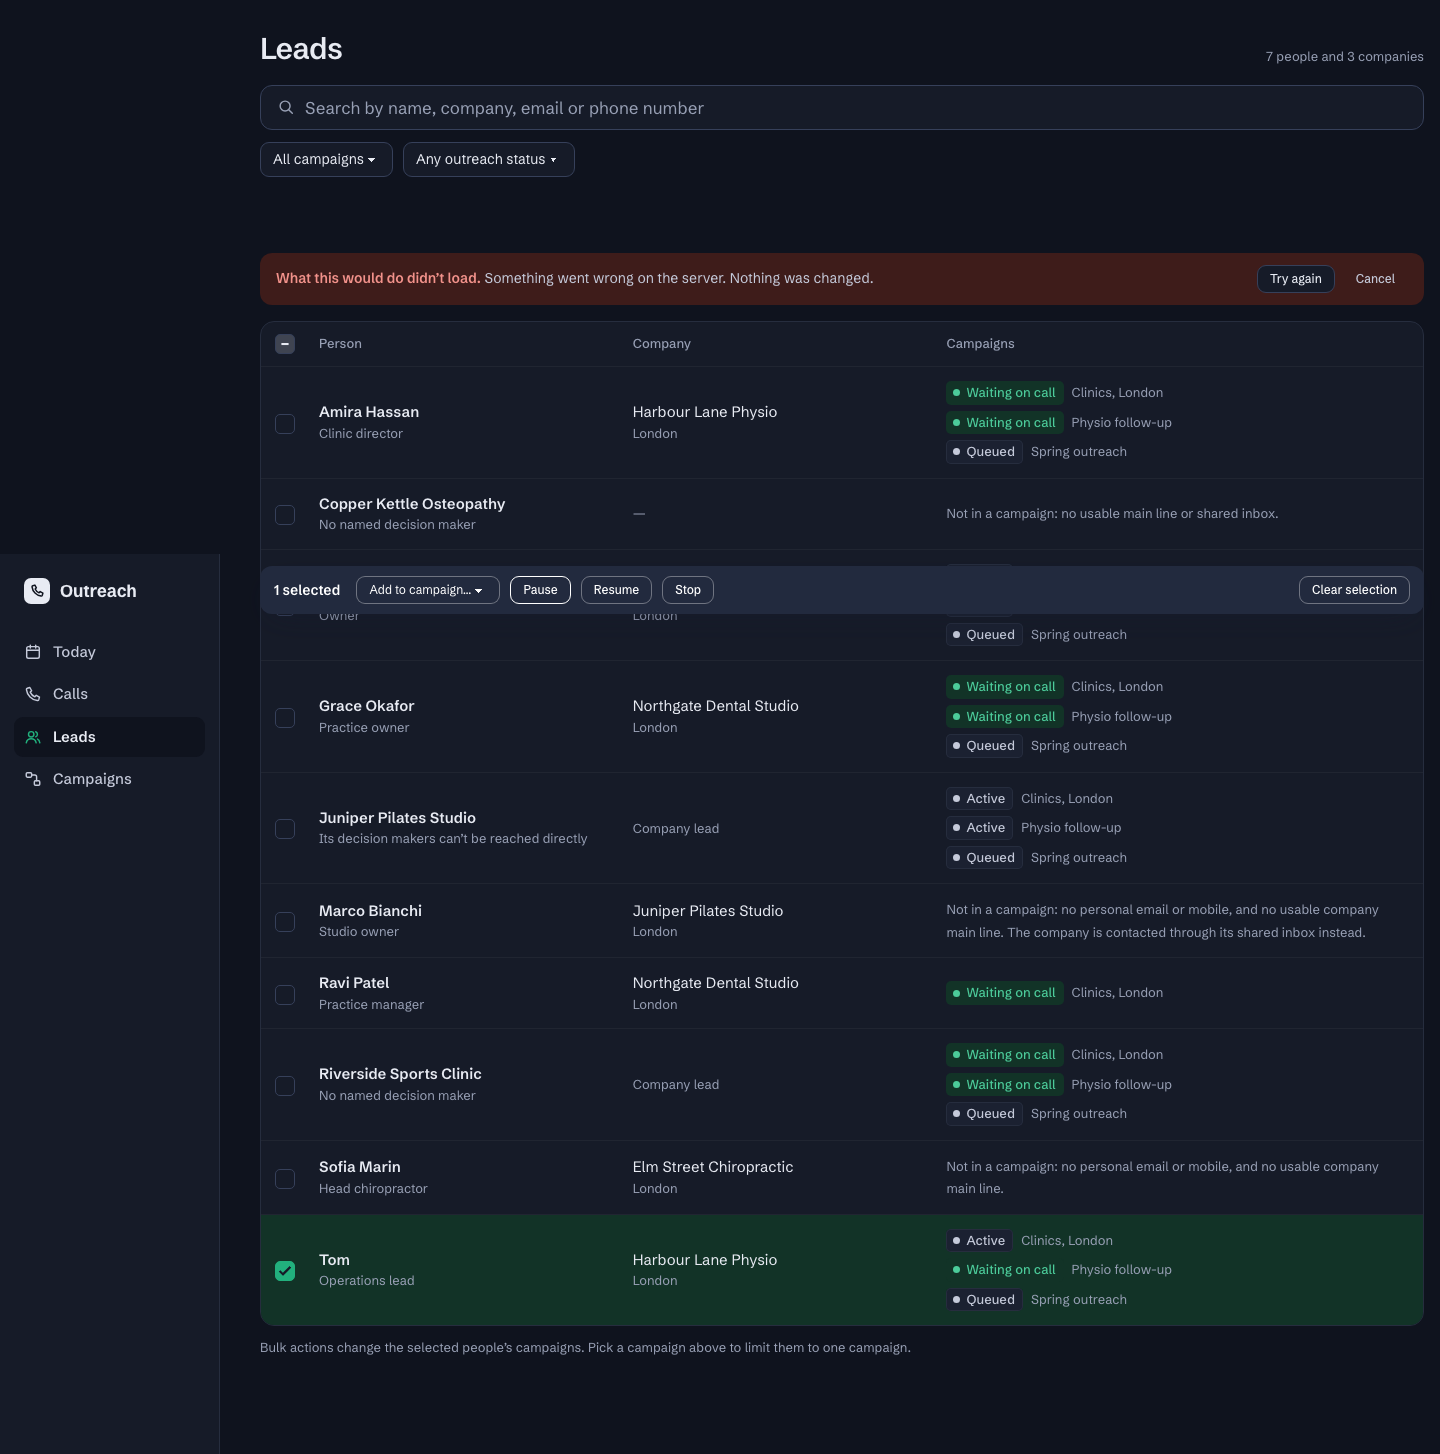 Leads
7 people and 3 companies
Search by name, company, email or phone number
All campaigns
Any outreach status
What this would do didn’t load. Something went wrong on the server. Nothing was changed.
Try again
Cancel
Person
Company
Campaigns
Amira Hassan
Clinic director
Harbour Lane Physio
London
Waiting on call Clinics, London
Waiting on call Physio follow-up
Queued Spring outreach
Copper Kettle Osteopathy
No named decision maker
—
Not in a campaign: no usable main line or shared inbox.
1 selected
Add to campaign...
Pause
Resume
Stop
Clear selection
Owner
London
Queued Spring outreach
Grace Okafor
Practice owner
Northgate Dental Studio
London
Waiting on call Clinics, London
Waiting on call Physio follow-up
Queued Spring outreach
Juniper Pilates Studio
Its decision makers can’t be reached directly
Company lead
Active Clinics, London
Active Physio follow-up
Queued Spring outreach
Marco Bianchi
Studio owner
Juniper Pilates Studio
London
Not in a campaign: no personal email or mobile, and no usable company
main line. The company is contacted through its shared inbox instead.
Ravi Patel
Practice manager
Northgate Dental Studio
London
Waiting on call Clinics, London
Riverside Sports Clinic
No named decision maker
Company lead
Waiting on call Clinics, London
Waiting on call Physio follow-up
Queued Spring outreach
Sofia Marin
Head chiropractor
Elm Street Chiropractic
London
Not in a campaign: no personal email or mobile, and no usable company
main line.
Tom
Operations lead
Harbour Lane Physio
London
Active Clinics, London
Waiting on call Physio follow-up
Queued Spring outreach
Bulk actions change the selected people’s campaigns. Pick a campaign above to limit them to one campaign.
Outreach
Today
Calls
Leads
Campaigns